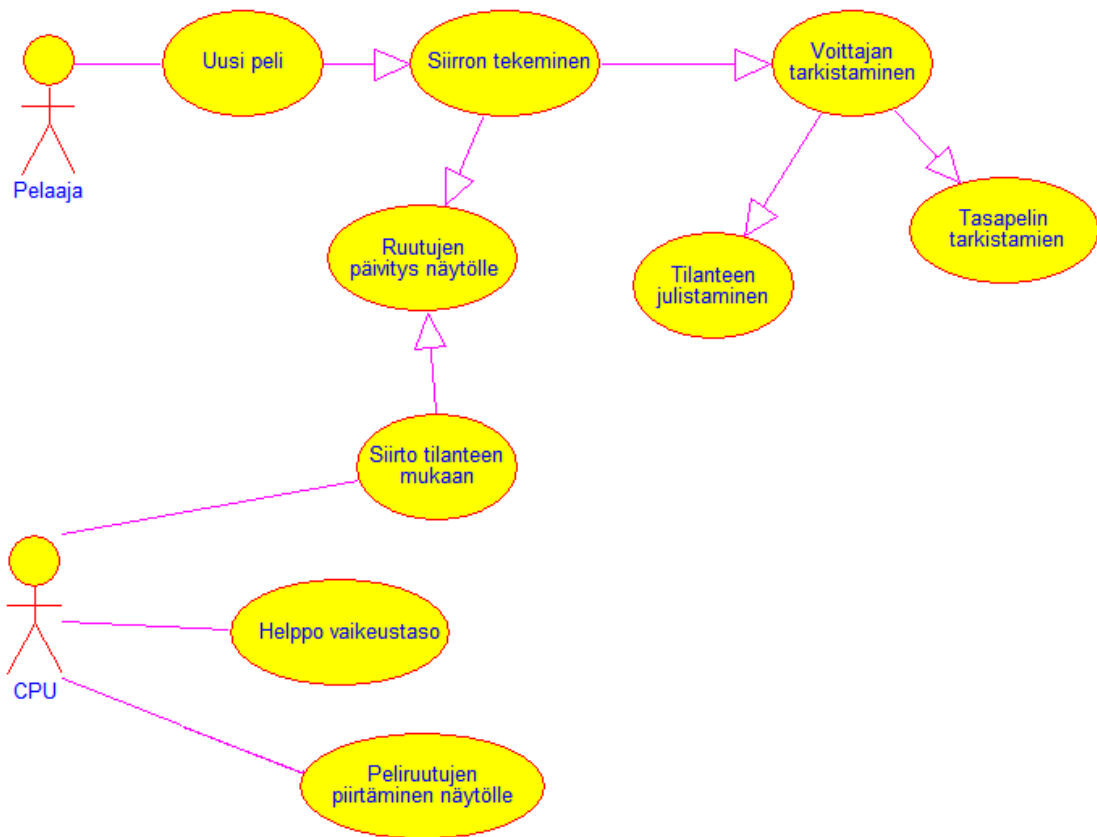 Uusi peli
Siirron tekeminen
Voittajan
tarkistaminen
Pelaaja
Ruutujen
päivitys näytölle
Tilanteen
julistaminen
Tasapelin
tarkistamien
Siirto tilanteen
mukaan
Helppo vaikeustaso
CPU
Peliruutujen
piirtäminen näytölle